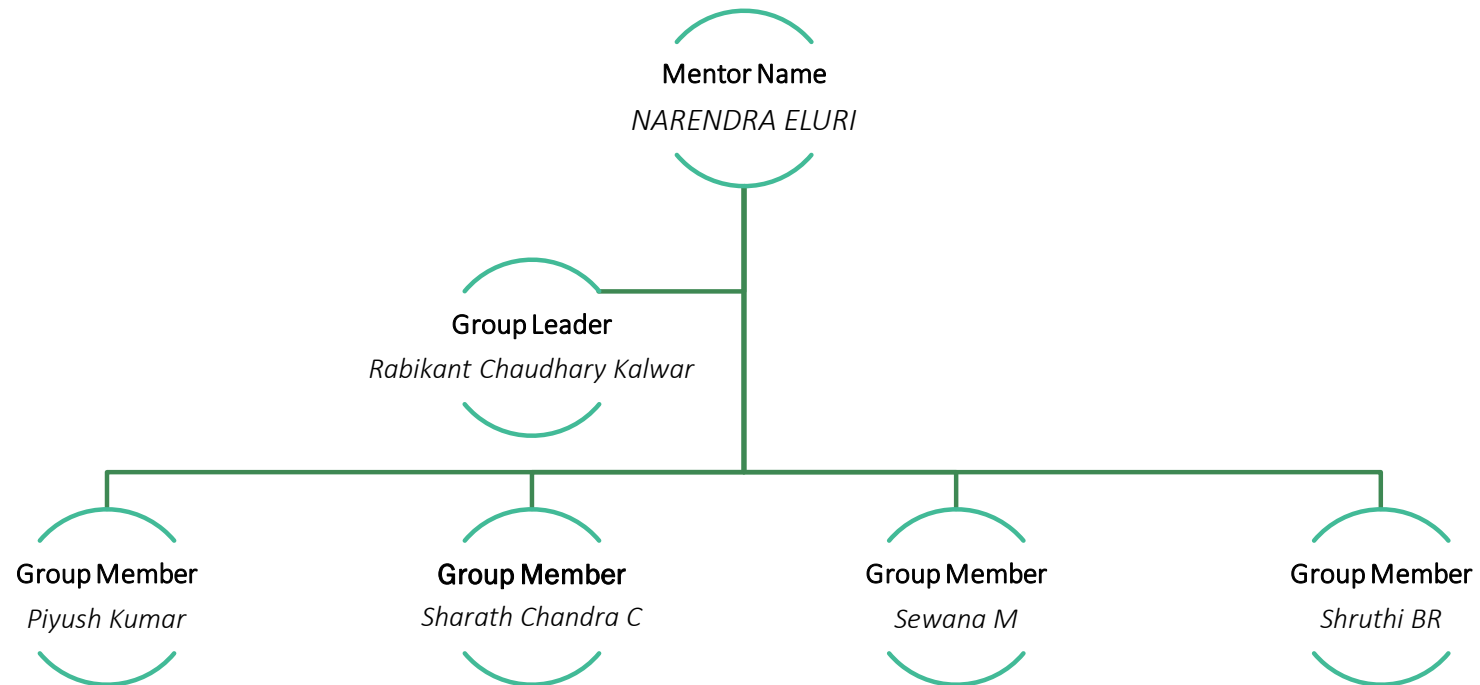 Mentor Name
NARENDRA ELURI
Group Leader
Rabikant Chaudhary Kalwar
Group Member
Piyush Kumar
Group Member
Sharath Chandra C
Group Member
Sewana M
Group Member
Shruthi BR